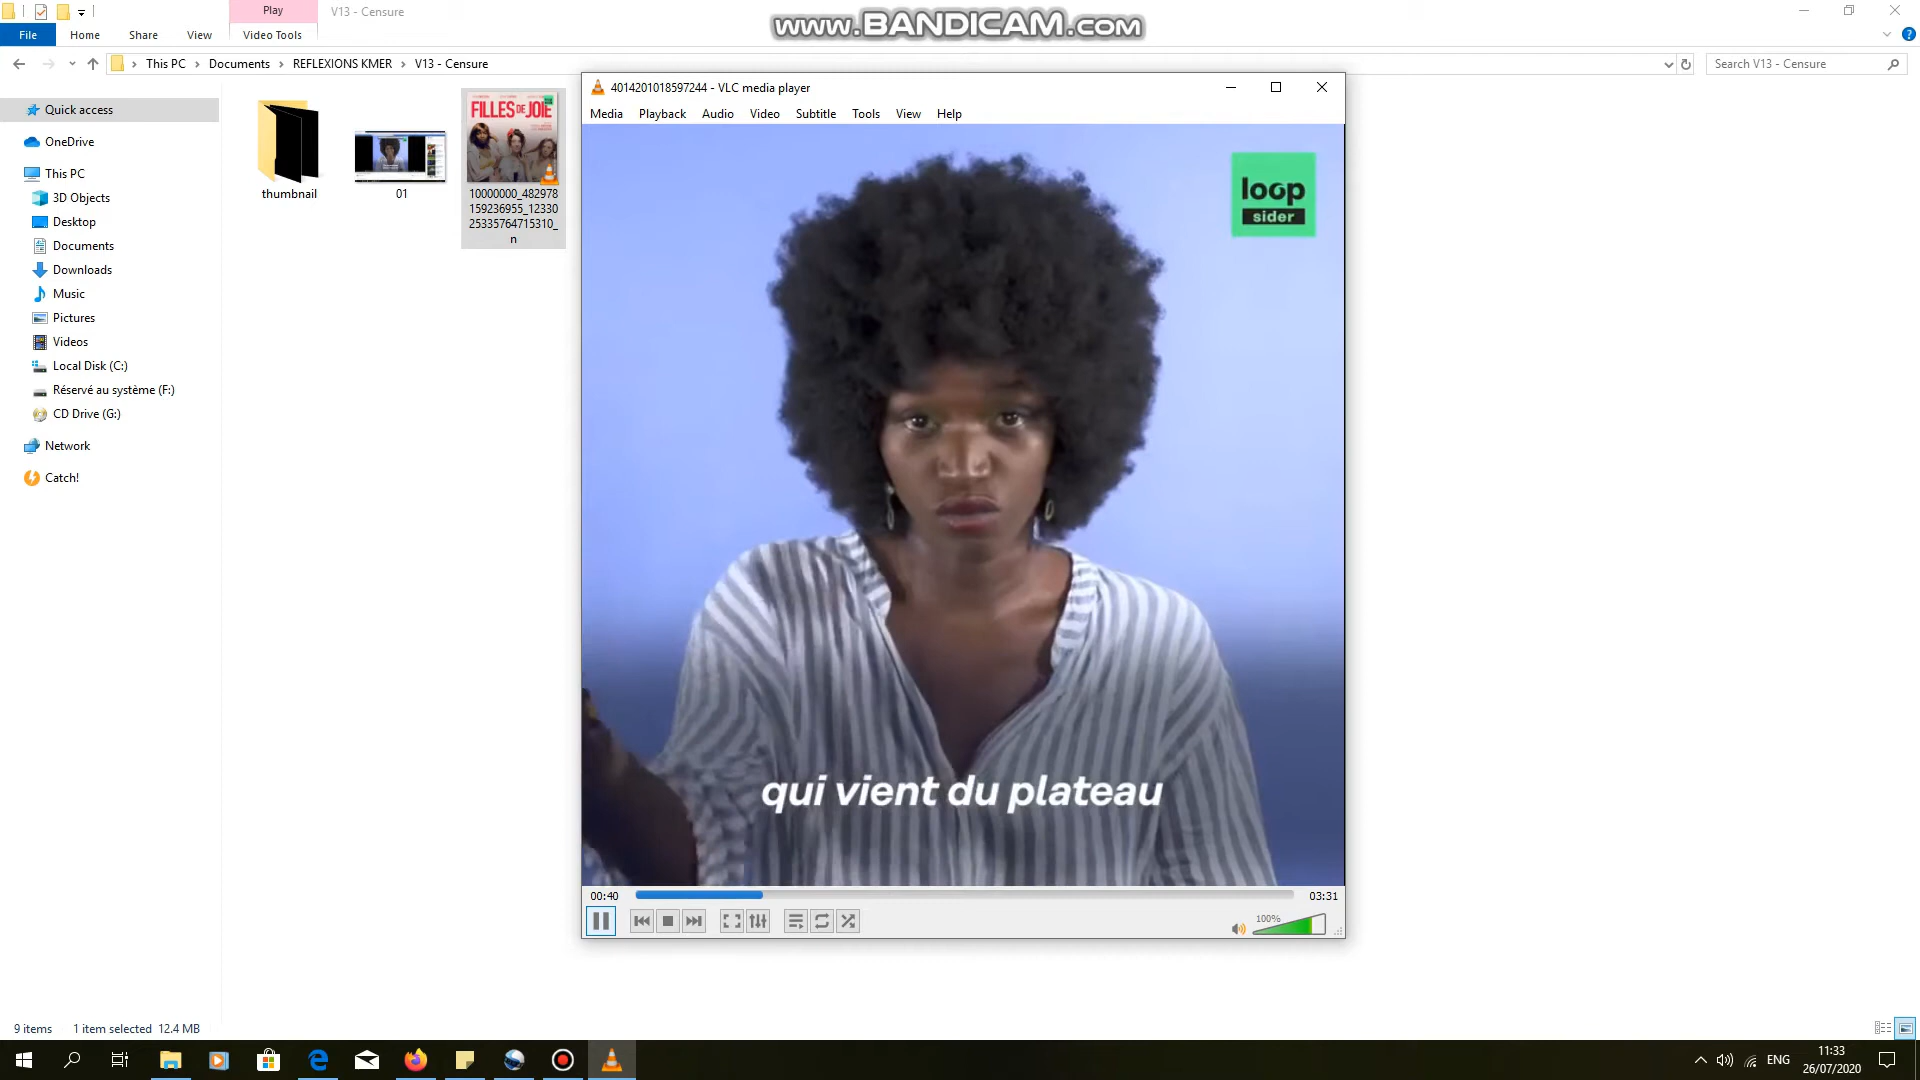 Play
V13 - Censure
www.BANDICAM.com
File
Home
Share
View
Video Tools
This PC
Documents
REFLEXIONS KMER
V13 - Censure
Search V13 - Censure
4014201018597244 - VLC media player
Media
Playback
Audio
Video
Subtitle
Tools
View
Help
Quick access
OneDrive
This PC
3D Objects
Desktop
Documents
Downloads
Music
Pictures
Videos
Local Disk (C:)
Réservé au système (F:)
CD Drive (G:)
Network
Catch!
thumbnail
01
FILLES DE JOIE
10000000_482978
159236955_12330
25335764715310_
n
loop
sider
qui vient du plateau
00:40
03:31
100%
9 items
1 item selected 12.4 MB
ENG
11:33
26/07/2020